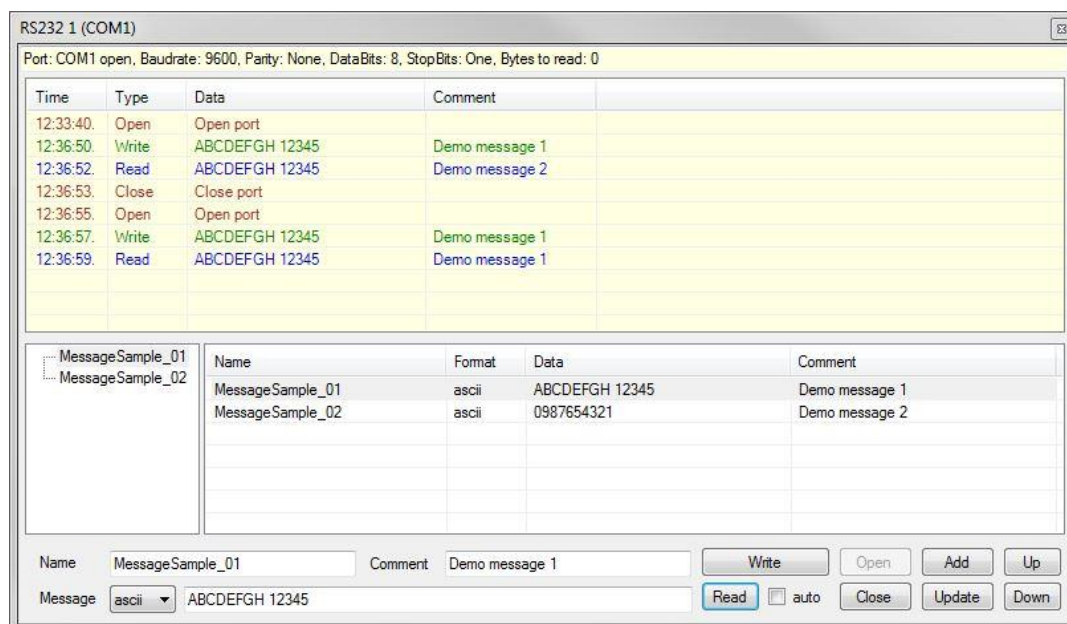 RS232 1 (COM1)
Port: COM1 open, Baudrate: 9600, Parity: None, DataBits: 8, StopBits: One, Bytes to read: 0
Time Type Data Comment
12:33:40. Open Open port
12:36:50. Write ABCDEFGH 12345 Demo message 1
12:36:52. Read ABCDEFGH 12345 Demo message 2
12:36:53. Close Close port
12:36:55. Open Open port
12:36:57. Write ABCDEFGH 12345 Demo message 1
12:36:59. Read ABCDEFGH 12345 Demo message 1
MessageSample_01
MessageSample_02
Name Format Data Comment
MessageSample_01 ascii ABCDEFGH 12345 Demo message 1
MessageSample_02 ascii 0987654321 Demo message 2
Name MessageSample_01 Comment Demo message 1 Write Open Add Up
Message ascii ABCDEFGH 12345 Read auto Close Update Down